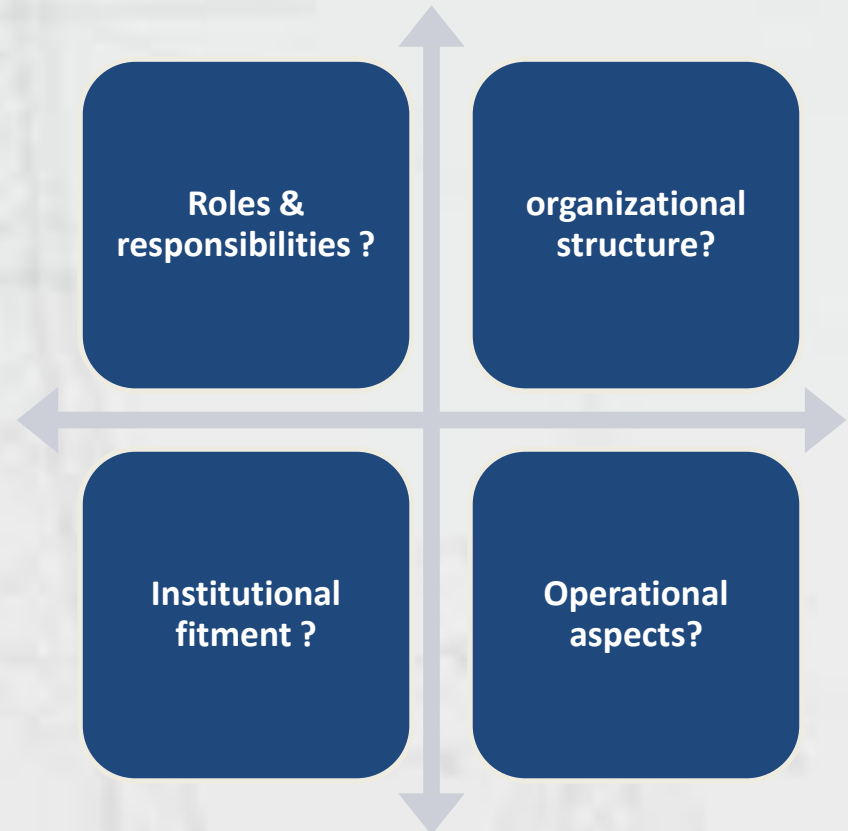 Roles &
responsibilities ?
organizational
structure?
Institutional
fitment ?
Operational
aspects?